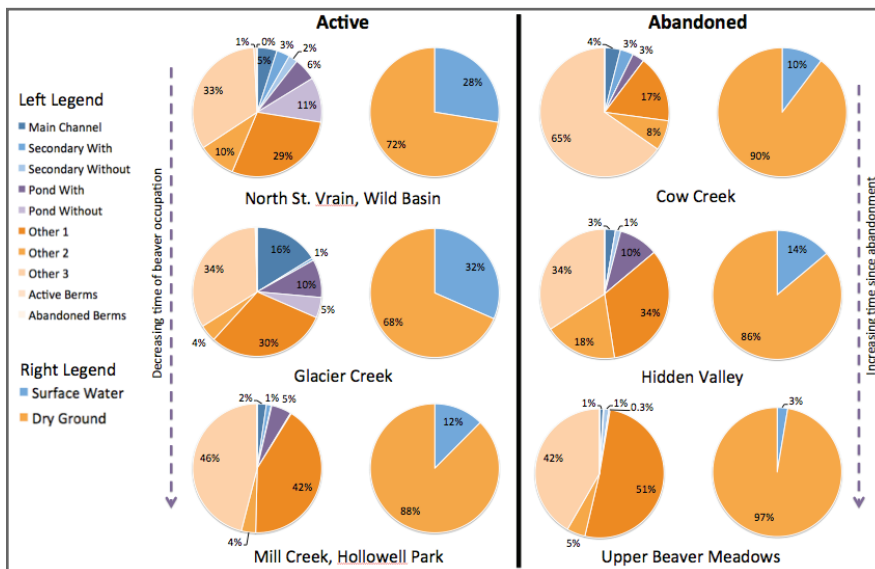 Active
Abandoned
Decreasing time of beaver occupation
Left Legend
Main Channel
Secondary With
Secondary Without
Pond With
Pond Without
Other 1
Other 2
Other 3
Active Berms
Abandoned Berms
Right Legend
Surface Water
Dry Ground
1%
0%
5%
3%
2%
6%
11%
29%
10%
33%
28%
72%
North St. Vrain, Wild Basin
16%
1%
10%
5%
30%
4%
34%
32%
68%
Glacier Creek
2%
1%
5%
42%
4%
46%
12%
88%
Mill Creek, Hollowell Park
4%
3%
3%
17%
8%
65%
10%
90%
Cow Creek
3%
1%
10%
34%
18%
34%
14%
86%
Hidden Valley
1%
1%
0.3%
51%
5%
42%
3%
97%
Upper Beaver Meadows
Increasing time since abandonment